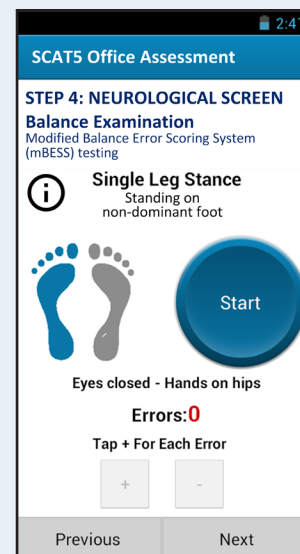 2:4
SCAT5 Office Assessment
STEP 4: NEUROLOGICAL SCREEN
Balance Examination
Modified Balance Error Scoring System
(mBESS) testing
Single Leg Stance
Standing on
non-dominant foot
Start
Eyes closed - Hands on hips
Errors:0
Tap + For Each Error
+ -
Previous Next